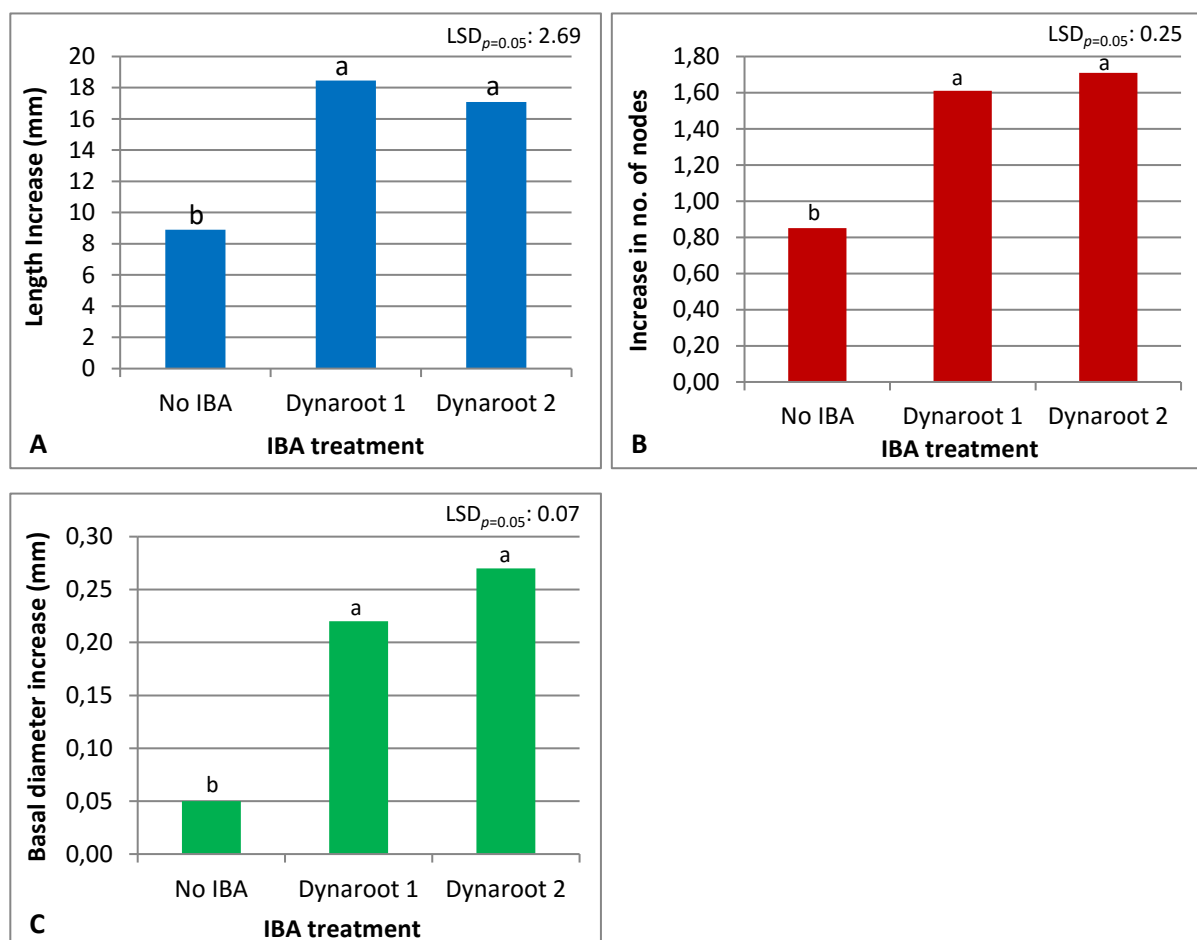 LSDp=0.05: 2.69
Length Increase (mm)
20
18
16
14
12
10
8
6
4
2
0
b
a
a
No IBA Dynaroot 1 Dynaroot 2
IBA treatment
A
LSDp=0.05: 0.25
Increase in no. of nodes
1,80
1,60
1,40
1,20
1,00
0,80
0,60
0,40
0,20
0,00
b
a
a
No IBA Dynaroot 1 Dynaroot 2
IBA treatment
B
LSDp=0.05: 0.07
Basal diameter increase (mm)
0,30
0,25
0,20
0,15
0,10
0,05
0,00
b
a
a
No IBA Dynaroot 1 Dynaroot 2
IBA treatment
C